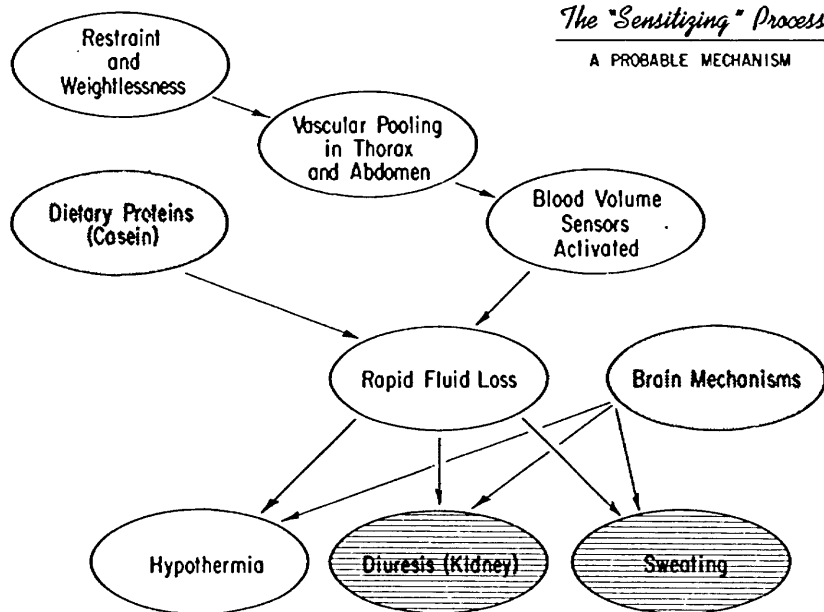 The "Sensitizing" Process
A PROBABLE MECHANISM
Restraint
and
Weightlessness
Vascular Pooling
in Thorax
and Abdomen
Dietary Proteins
(Casein)
Blood Volume
Sensors
Activated
Rapid Fluid Loss
Brain Mechanisms
Hypothermia
Diuresis (Kidney)
Sweating